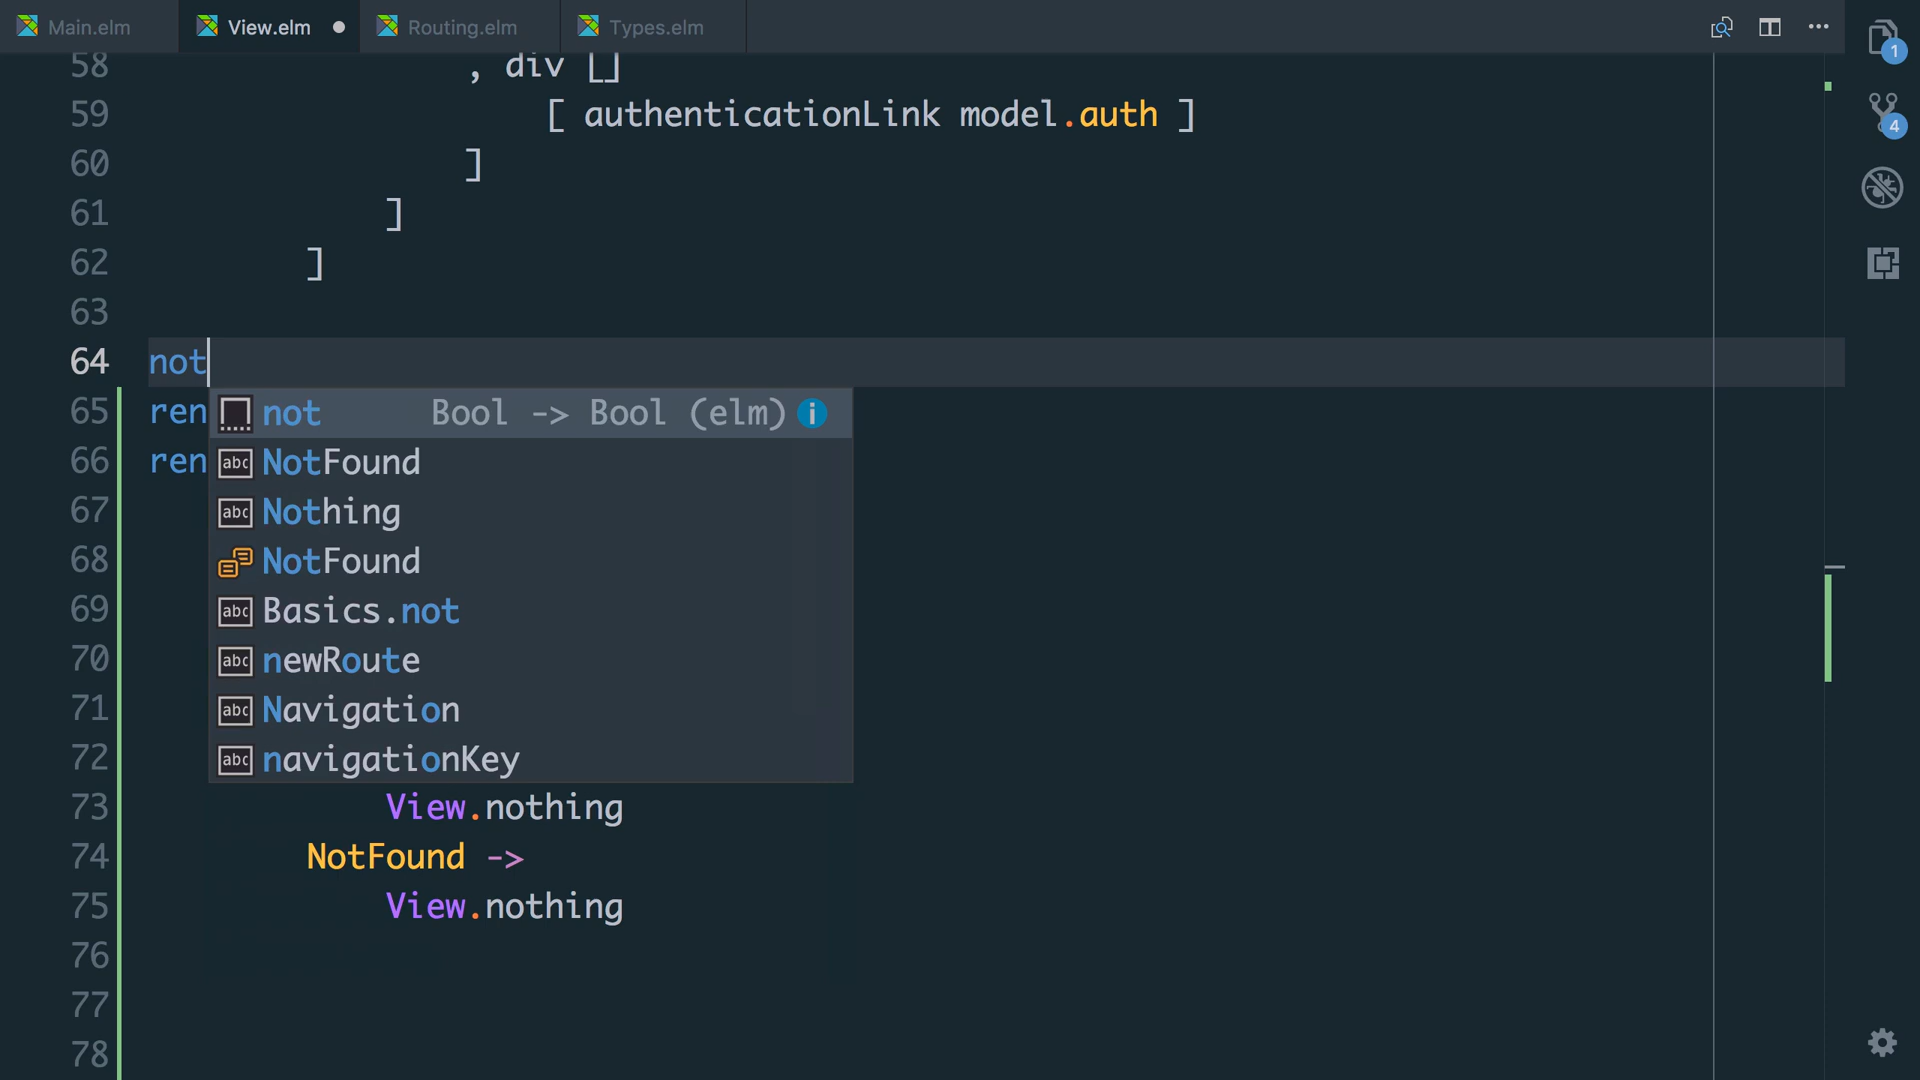 Main.elm View.elm Routing.elm Types.elm
58 , div []
59 [ authenticationLink model.auth ]
60 ]
61 ]
62 ]
63
64 not
65 ren not Bool -> Bool (elm)
66 ren NotFound
67 Nothing
68 NotFound
69 Basics.not
70 newRoute
71 Navigation
72 navigationKey
73 View.nothing
74 NotFound ->
75 View.nothing
76
77
78
1
4